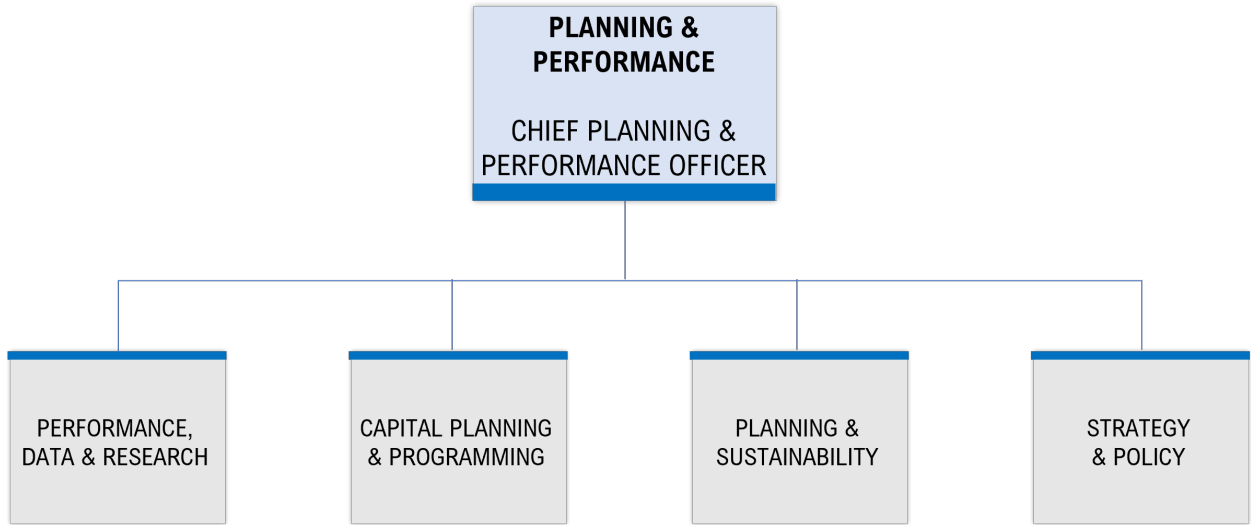 PLANNING &
PERFORMANCE
CHIEF PLANNING &
PERFORMANCE OFFICER
PERFORMANCE,
DATA & RESEARCH
CAPITAL PLANNING
& PROGRAMMING
PLANNING &
SUSTAINABILITY
STRATEGY
& POLICY